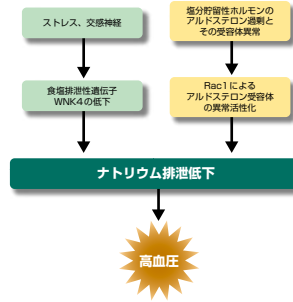 ストレス、交感神経
塩分貯留性ホルモンの
アルドステロン過剰と
その受容体異常
食塩排泄性遺伝子
WNK4の低下
Rac1による
アルドステロン受容体
の異常活性化
ナトリウム排泄低下
高血圧